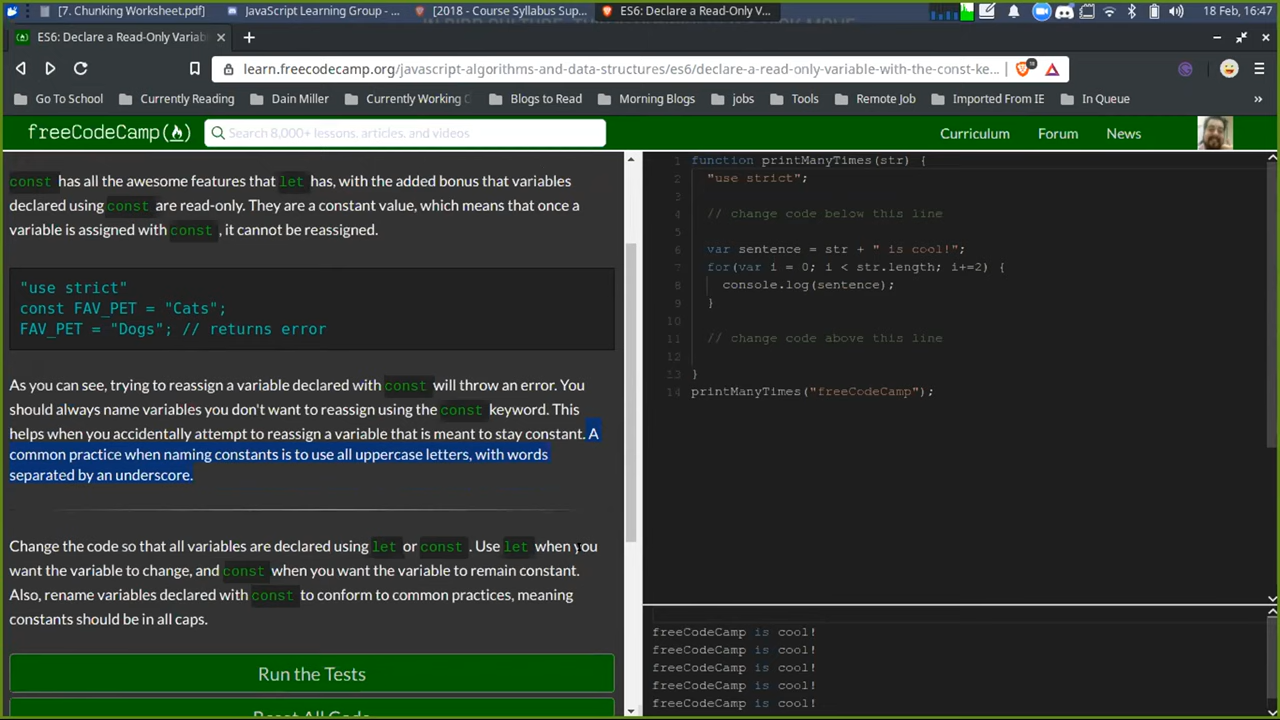 7. Chunking Worksheet.pdf]
JavaScript Learning Group - ...
[2018 - Course Syllabus Sup...
ES6: Declare a Read-Only V...
18 Feb, 16:47
ES6: Declare a Read-Only Variab
learn.freecodecamp.org/javascript-algorithms-and-data-structures/es6/declare-a-read-only-variable-with-the-const-ke...
18
Go To School
Currently Reading
Dain Miller
Currently Working
Blogs to Read
Morning Blogs
jobs
Tools
Remote Job
Imported From IE
In Queue
»
freeCodeCamp
Search 8,000+ lessons, articles, and videos
Curriculum
Forum
News
const has all the awesome features that let has, with the added bonus that variables
declared using const are read-only. They are a constant value, which means that once a
variable is assigned with const , it cannot be reassigned.
"use strict"
const FAV_PET = "Cats";
FAV_PET = "Dogs"; // returns error
As you can see, trying to reassign a variable declared with const will throw an error. You
should always name variables you don't want to reassign using the const keyword. This
helps when you accidentally attempt to reassign a variable that is meant to stay constant. A
common practice when naming constants is to use all uppercase letters, with words
separated by an underscore.
Change the code so that all variables are declared using let or const . Use let when you
want the variable to change, and const when you want the variable to remain constant.
Also, rename variables declared with const to conform to common practices, meaning
constants should be in all caps.
Run the Tests
Reset All Code
1 function printManyTimes(str) {
2 "use strict";
3
4 // change code below this line
5
6 var sentence = str + " is cool!";
7 for(var i = 0; i < str.length; i+=2) {
8 console.log(sentence);
9 }
10
11 // change code above this line
12
13 }
14 printManyTimes("freeCodeCamp");
freeCodeCamp is cool!
freeCodeCamp is cool!
freeCodeCamp is cool!
freeCodeCamp is cool!
freeCodeCamp is cool!